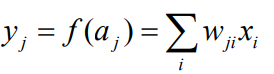 y_j = f(a_j) = \sum_i w_{ji} x_i